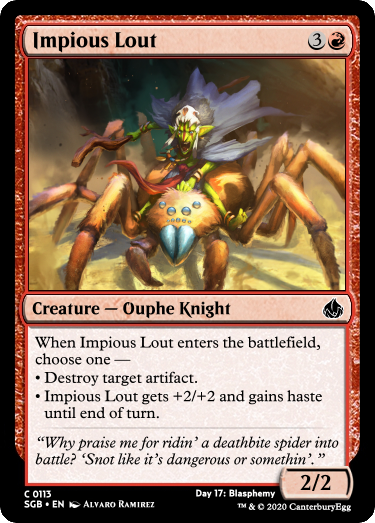 Impious Lout 3
Creature — Ouphe Knight
When Impious Lout enters the battlefield,
choose one —
• Destroy target artifact.
• Impious Lout gets +2/+2 and gains haste
until end of turn.
“Why praise me for ridin’ a deathbite spider into
battle? ‘Snot like it’s dangerous or somethin’.”
2/2
C 0113
Day 17: Blasphemy
SGB • EN Alvaro Ramirez
™ & © 2020 CanterburyEgg